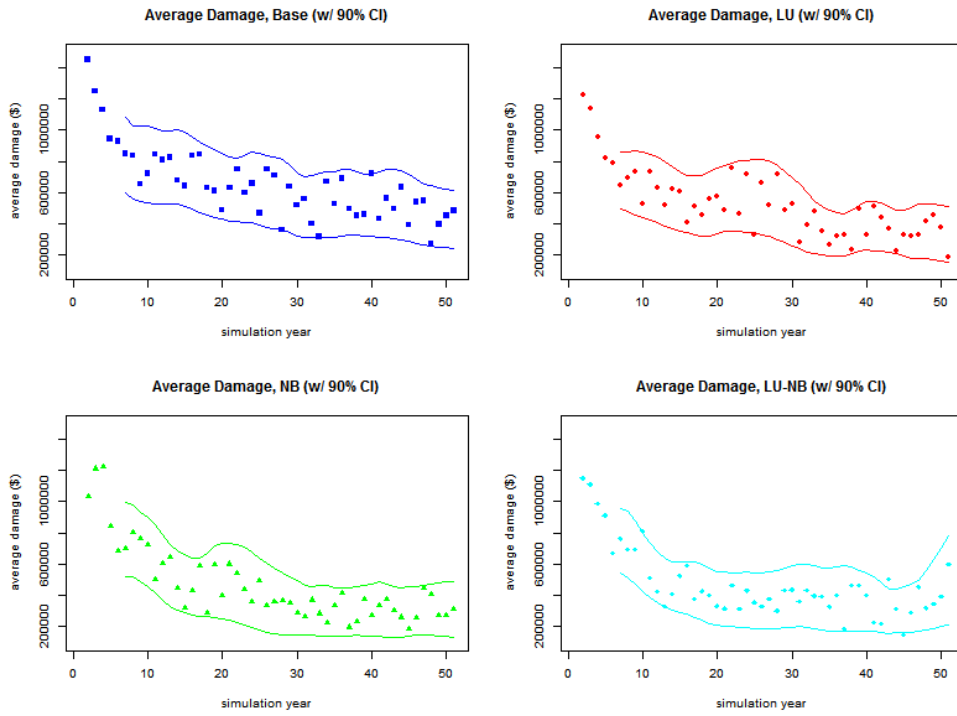 Average Damage, Base (w/ 90% CI)
average damage ($)
200000 600000 1000000
0 10 20 30 40 50
simulation year
Average Damage, LU (w/ 90% CI)
average damage ($)
200000 600000 1000000
0 10 20 30 40 50
simulation year
Average Damage, NB (w/ 90% CI)
average damage ($)
200000 600000 1000000
0 10 20 30 40 50
simulation year
Average Damage, LU-NB (w/ 90% CI)
average damage ($)
200000 600000 1000000
0 10 20 30 40 50
simulation year